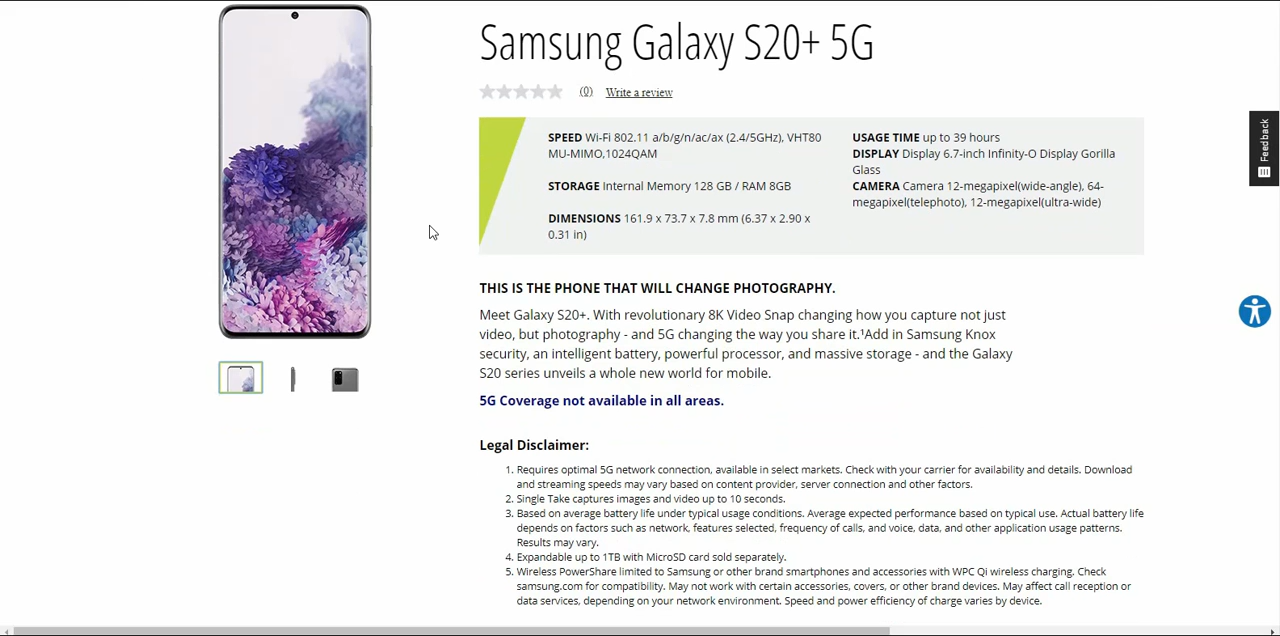 Samsung Galaxy S20+ 5G
(0) Write a review
SPEED Wi-Fi 802.11 a/b/g/n/ac/ax (2.4/5GHz), VHT80
MU-MIMO,1024QAM
STORAGE Internal Memory 128 GB / RAM 8GB
DIMENSIONS 161.9 x 73.7 x 7.8 mm (6.37 x 2.90 x
0.31 in)
USAGE TIME up to 39 hours
DISPLAY Display 6.7-inch Infinity-O Display Gorilla
Glass
CAMERA Camera 12-megapixel(wide-angle), 64-
megapixel(telephoto), 12-megapixel(ultra-wide)
Feedback
THIS IS THE PHONE THAT WILL CHANGE PHOTOGRAPHY.
Meet Galaxy S20+. With revolutionary 8K Video Snap changing how you capture not just
video, but photography - and 5G changing the way you share it.¹Add in Samsung Knox
security, an intelligent battery, powerful processor, and massive storage - and the Galaxy
S20 series unveils a whole new world for mobile.
5G Coverage not available in all areas.
Legal Disclaimer:
1. Requires optimal 5G network connection, available in select markets. Check with your carrier for availability and details. Download
and streaming speeds may vary based on content provider, server connection and other factors.
2. Single Take captures images and video up to 10 seconds.
3. Based on average battery life under typical usage conditions. Average expected performance based on typical use. Actual battery life
depends on factors such as network, features selected, frequency of calls, and voice, data, and other application usage patterns.
Results may vary.
4. Expandable up to 1TB with MicroSD card sold separately.
5. Wireless PowerShare limited to Samsung or other brand smartphones and accessories with WPC Qi wireless charging. Check
samsung.com for compatibility. May not work with certain accessories, covers, or other brand devices. May affect call reception or
data services, depending on your network environment. Speed and power efficiency of charge varies by device.